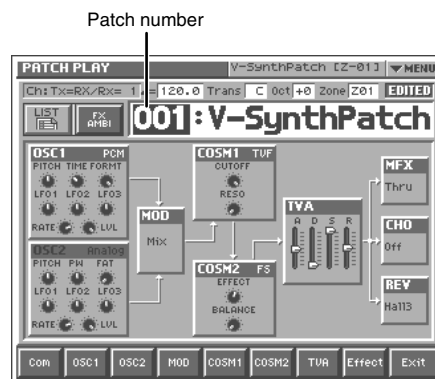 Patch number
PATCH PLAY V-SynthPatch [Z-01] MENU
Ch: Tx=RX/Rx= 1 =120.0 Trans C Oct +0 Zone Z01 EDITED
LIST FX AMBI 001:V-SynthPatch
OSC1 PCM
PITCH TIME FORMT
LFO1 LFO2 LFO3
RATE LVL
OSC2 Analog
PITCH PW FAT
LFO1 LFO2 LFO3
RATE LVL
MOD
Mix
COSM1 TVF
CUTOFF
RESO
COSM2 FS
EFFECT
BALANCE
TVA
A D S R
MFX
Thru
CHO
Off
REV
Hall3
Com OSC1 OSC2 MOD COSM1 COSM2 TVA Effect Exit